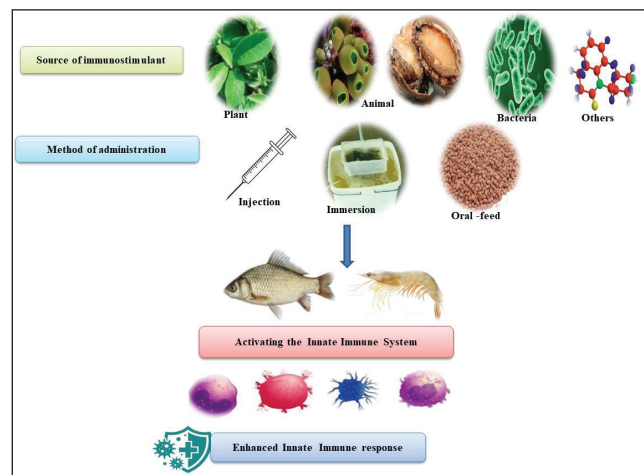 Source of immunostimulant
Plant
Animal
Bacteria
Others
Method of administration
Injection
Immersion
Oral -feed
Activating the Innate Immune System
Enhanced Innate Immune response